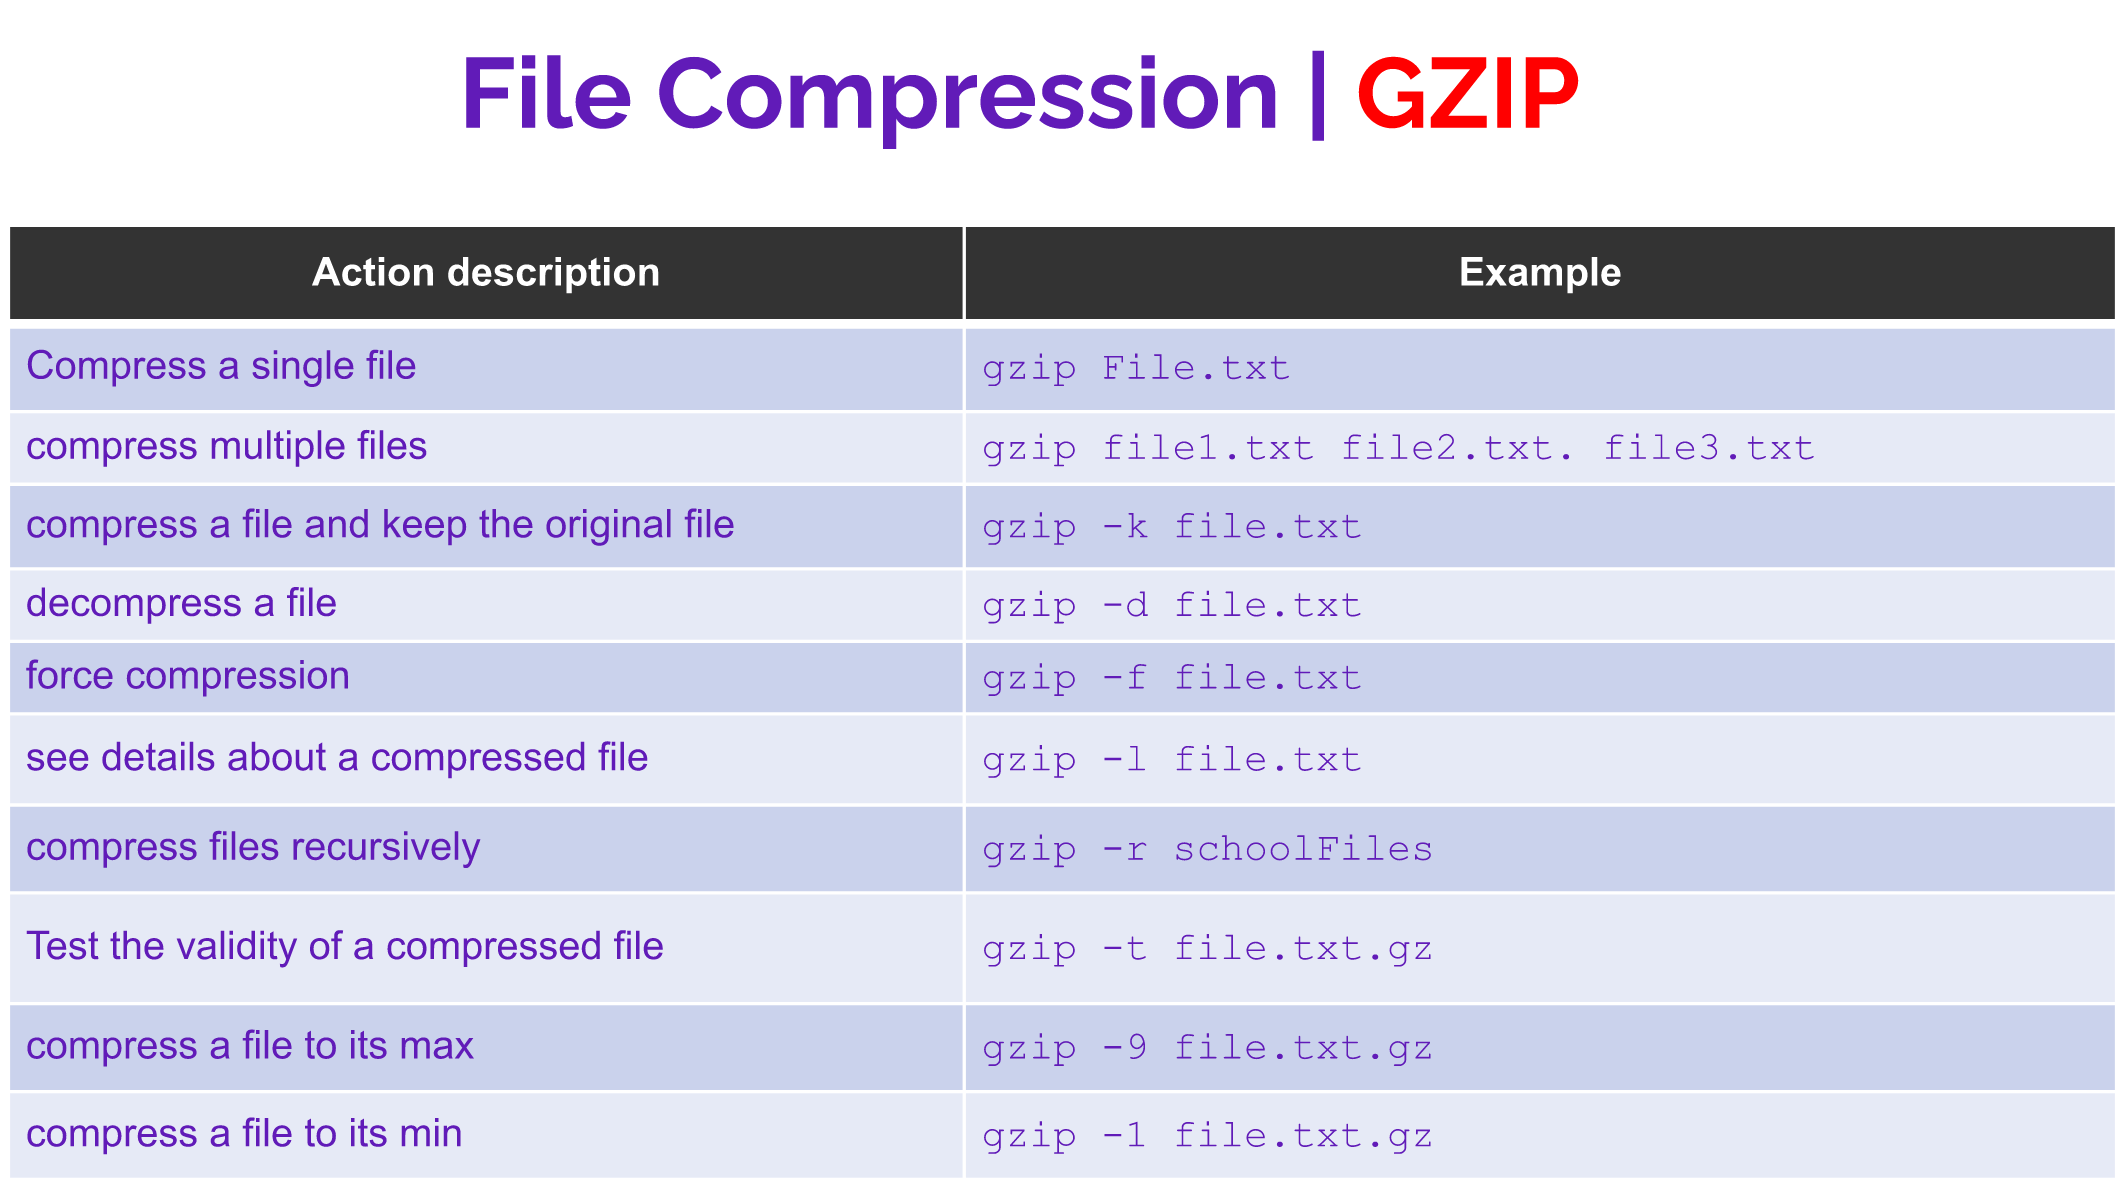 File Compression | GZIP
Action description Example
Compress a single file gzip File.txt
compress multiple files gzip file1.txt file2.txt. file3.txt
compress a file and keep the original file gzip -k file.txt
decompress a file gzip -d file.txt
force compression gzip -f file.txt
see details about a compressed file gzip -l file.txt
compress files recursively gzip -r schoolFiles
Test the validity of a compressed file gzip -t file.txt.gz
compress a file to its max gzip -9 file.txt.gz
compress a file to its min gzip -1 file.txt.gz